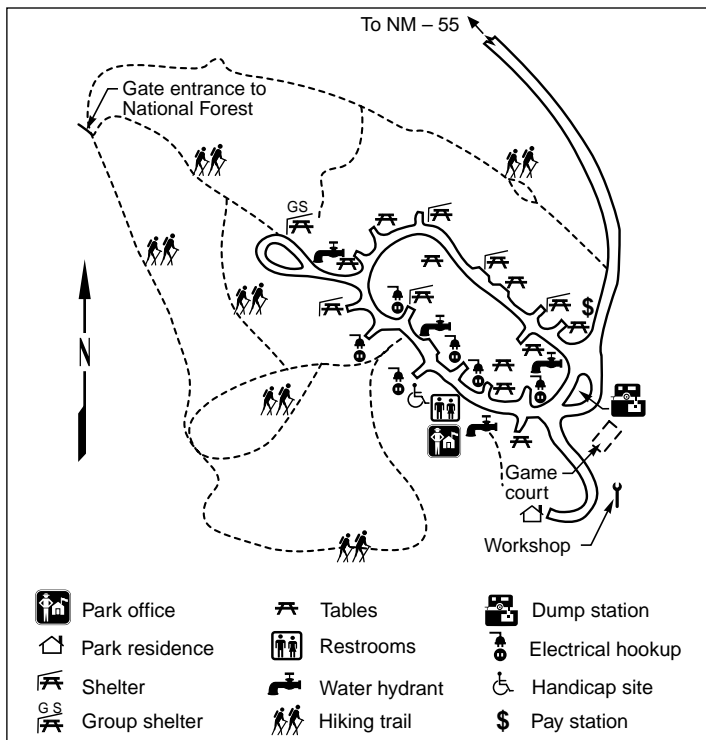 To NM – 55
Gate entrance to
National Forest
GS
$
N
Game
court
Workshop
Park office
Tables
Dump station
Park residence
Restrooms
Electrical hookup
Shelter
Water hydrant
Handicap site
G S
Group shelter
Hiking trail
$ Pay station